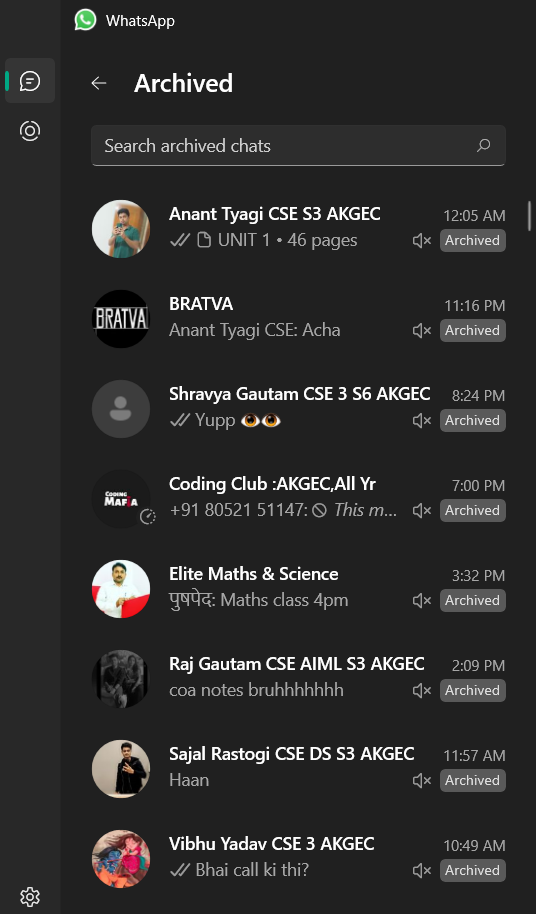 WhatsApp
Archived
Search archived chats
Anant Tyagi CSE S3 AKGEC 12:05 AM
UNIT 1 • 46 pages Archived
BRATVA
BRATVA 11:16 PM
Anant Tyagi CSE: Acha Archived
Shravya Gautam CSE 3 S6 AKGEC 8:24 PM
Yupp 👁️👁️ Archived
CODING
MAFIA
Coding Club :AKGEC,All Yr 7:00 PM
+91 80521 51147: This m... Archived
Elite Maths & Science 3:32 PM
पुषपेद: Maths class 4pm Archived
Raj Gautam CSE AIML S3 AKGEC 2:09 PM
coa notes bruhhhhhhh Archived
Sajal Rastogi CSE DS S3 AKGEC 11:57 AM
Haan Archived
Vibhu Yadav CSE 3 AKGEC 10:49 AM
Bhai call ki thi? Archived